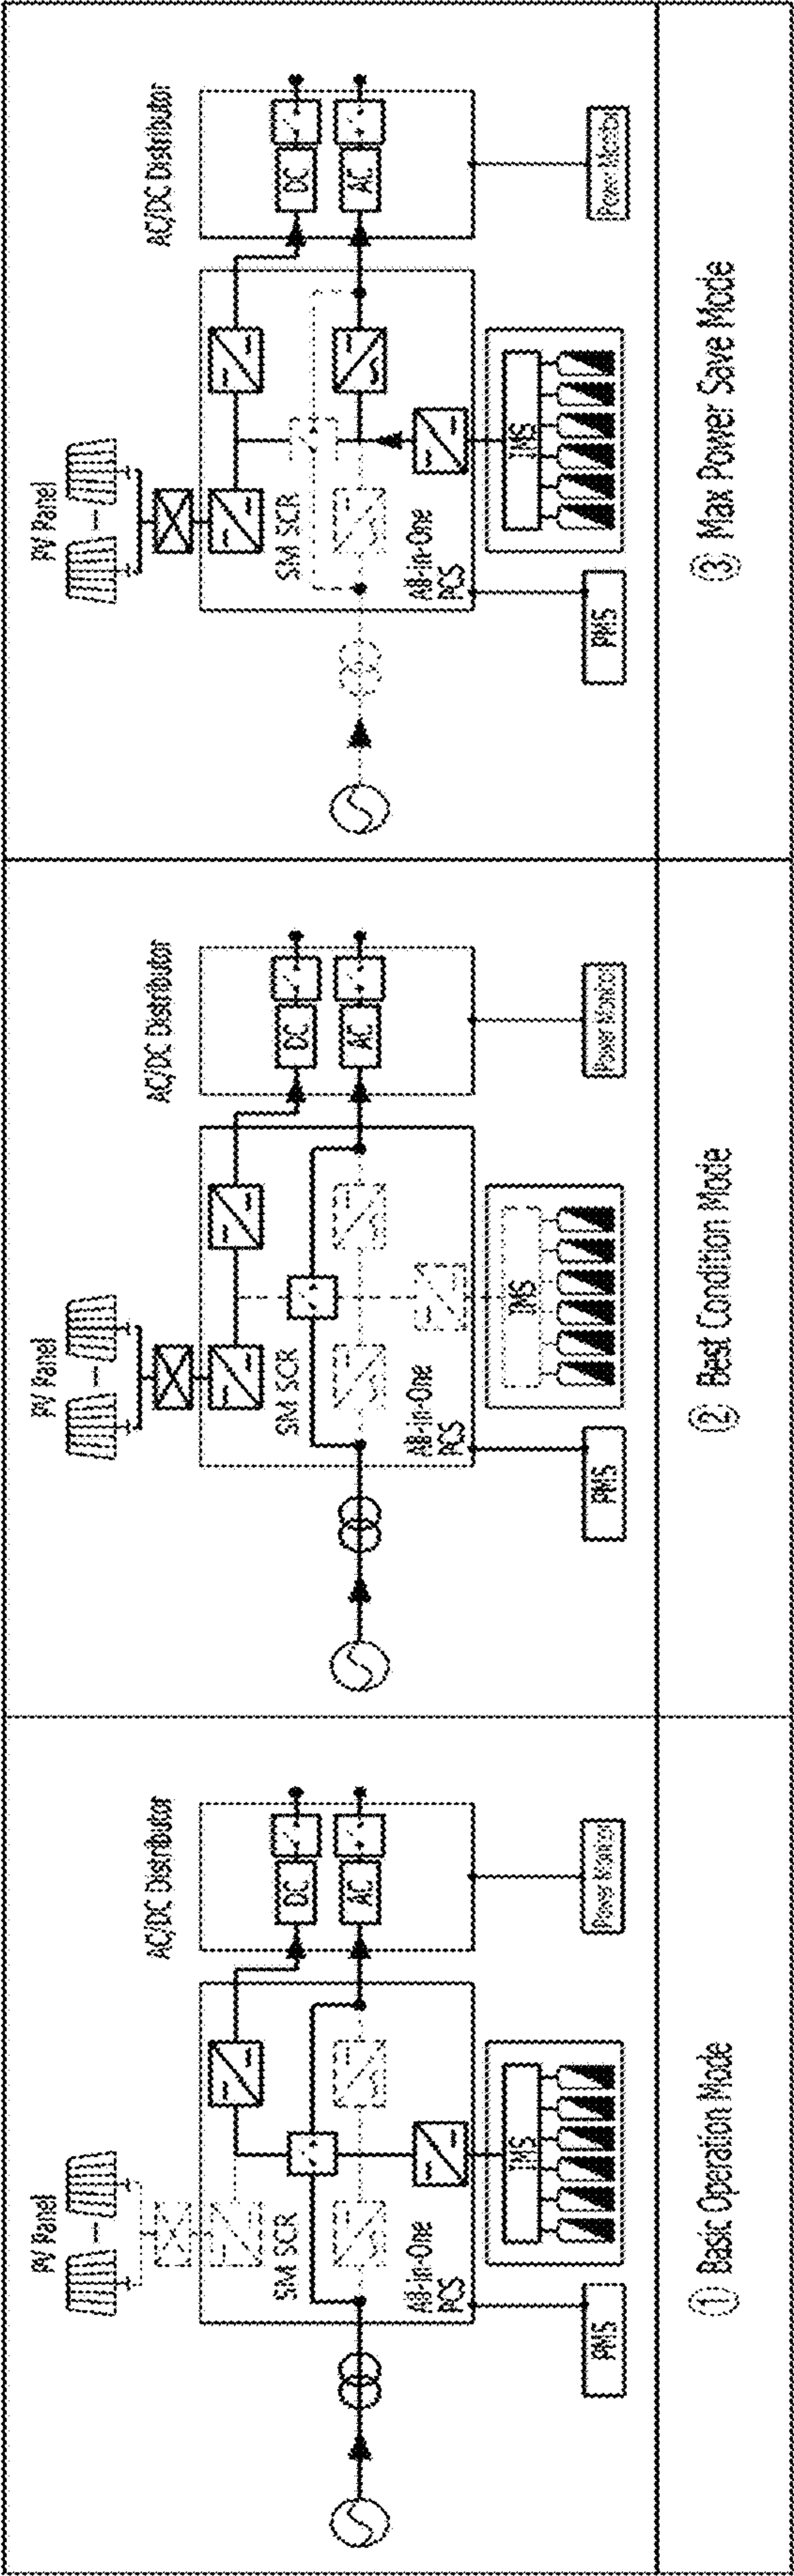 PV Panel
AC/DC Distributor
SM SCR
DC
AC
All-in-One
PCS
IMS
PMS
Power Monitor
① Basic Operation Mode
PV Panel
AC/DC Distributor
SM SCR
DC
AC
All-in-One
PCS
IMS
PMS
Power Monitor
② Best Condition Mode
PV Panel
AC/DC Distributor
SM SCR
DC
AC
All-in-One
PCS
IMS
PMS
Power Monitor
③ Max Power Save Mode